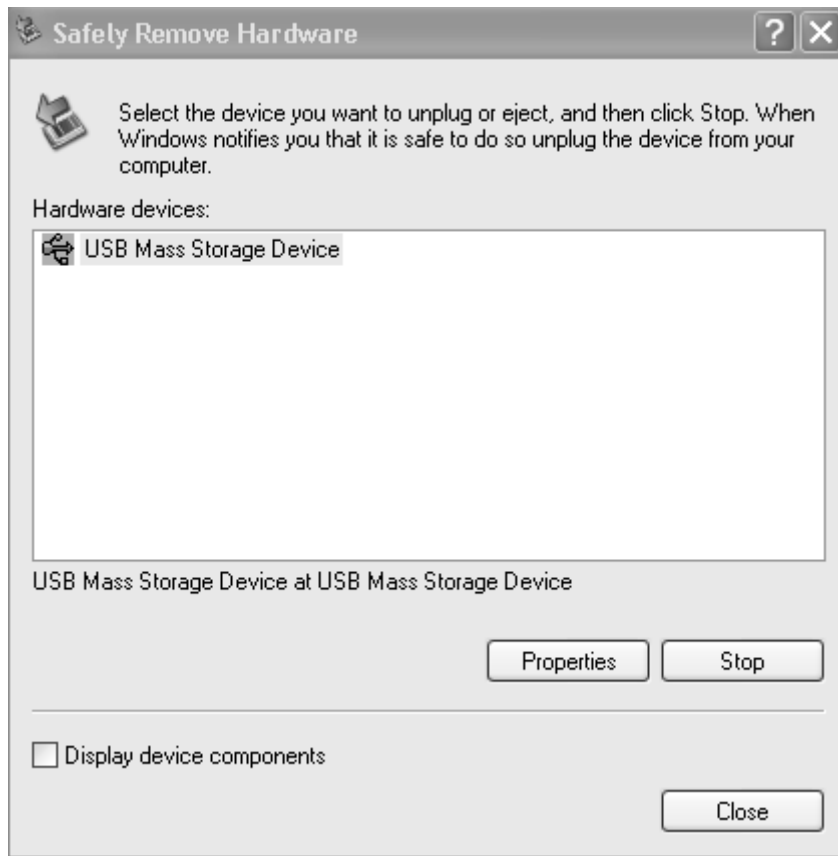 Safely Remove Hardware
Select the device you want to unplug or eject, and then click Stop. When
Windows notifies you that it is safe to do so unplug the device from your
computer.
Hardware devices:
USB Mass Storage Device
USB Mass Storage Device at USB Mass Storage Device
Properties Stop
Display device components
Close